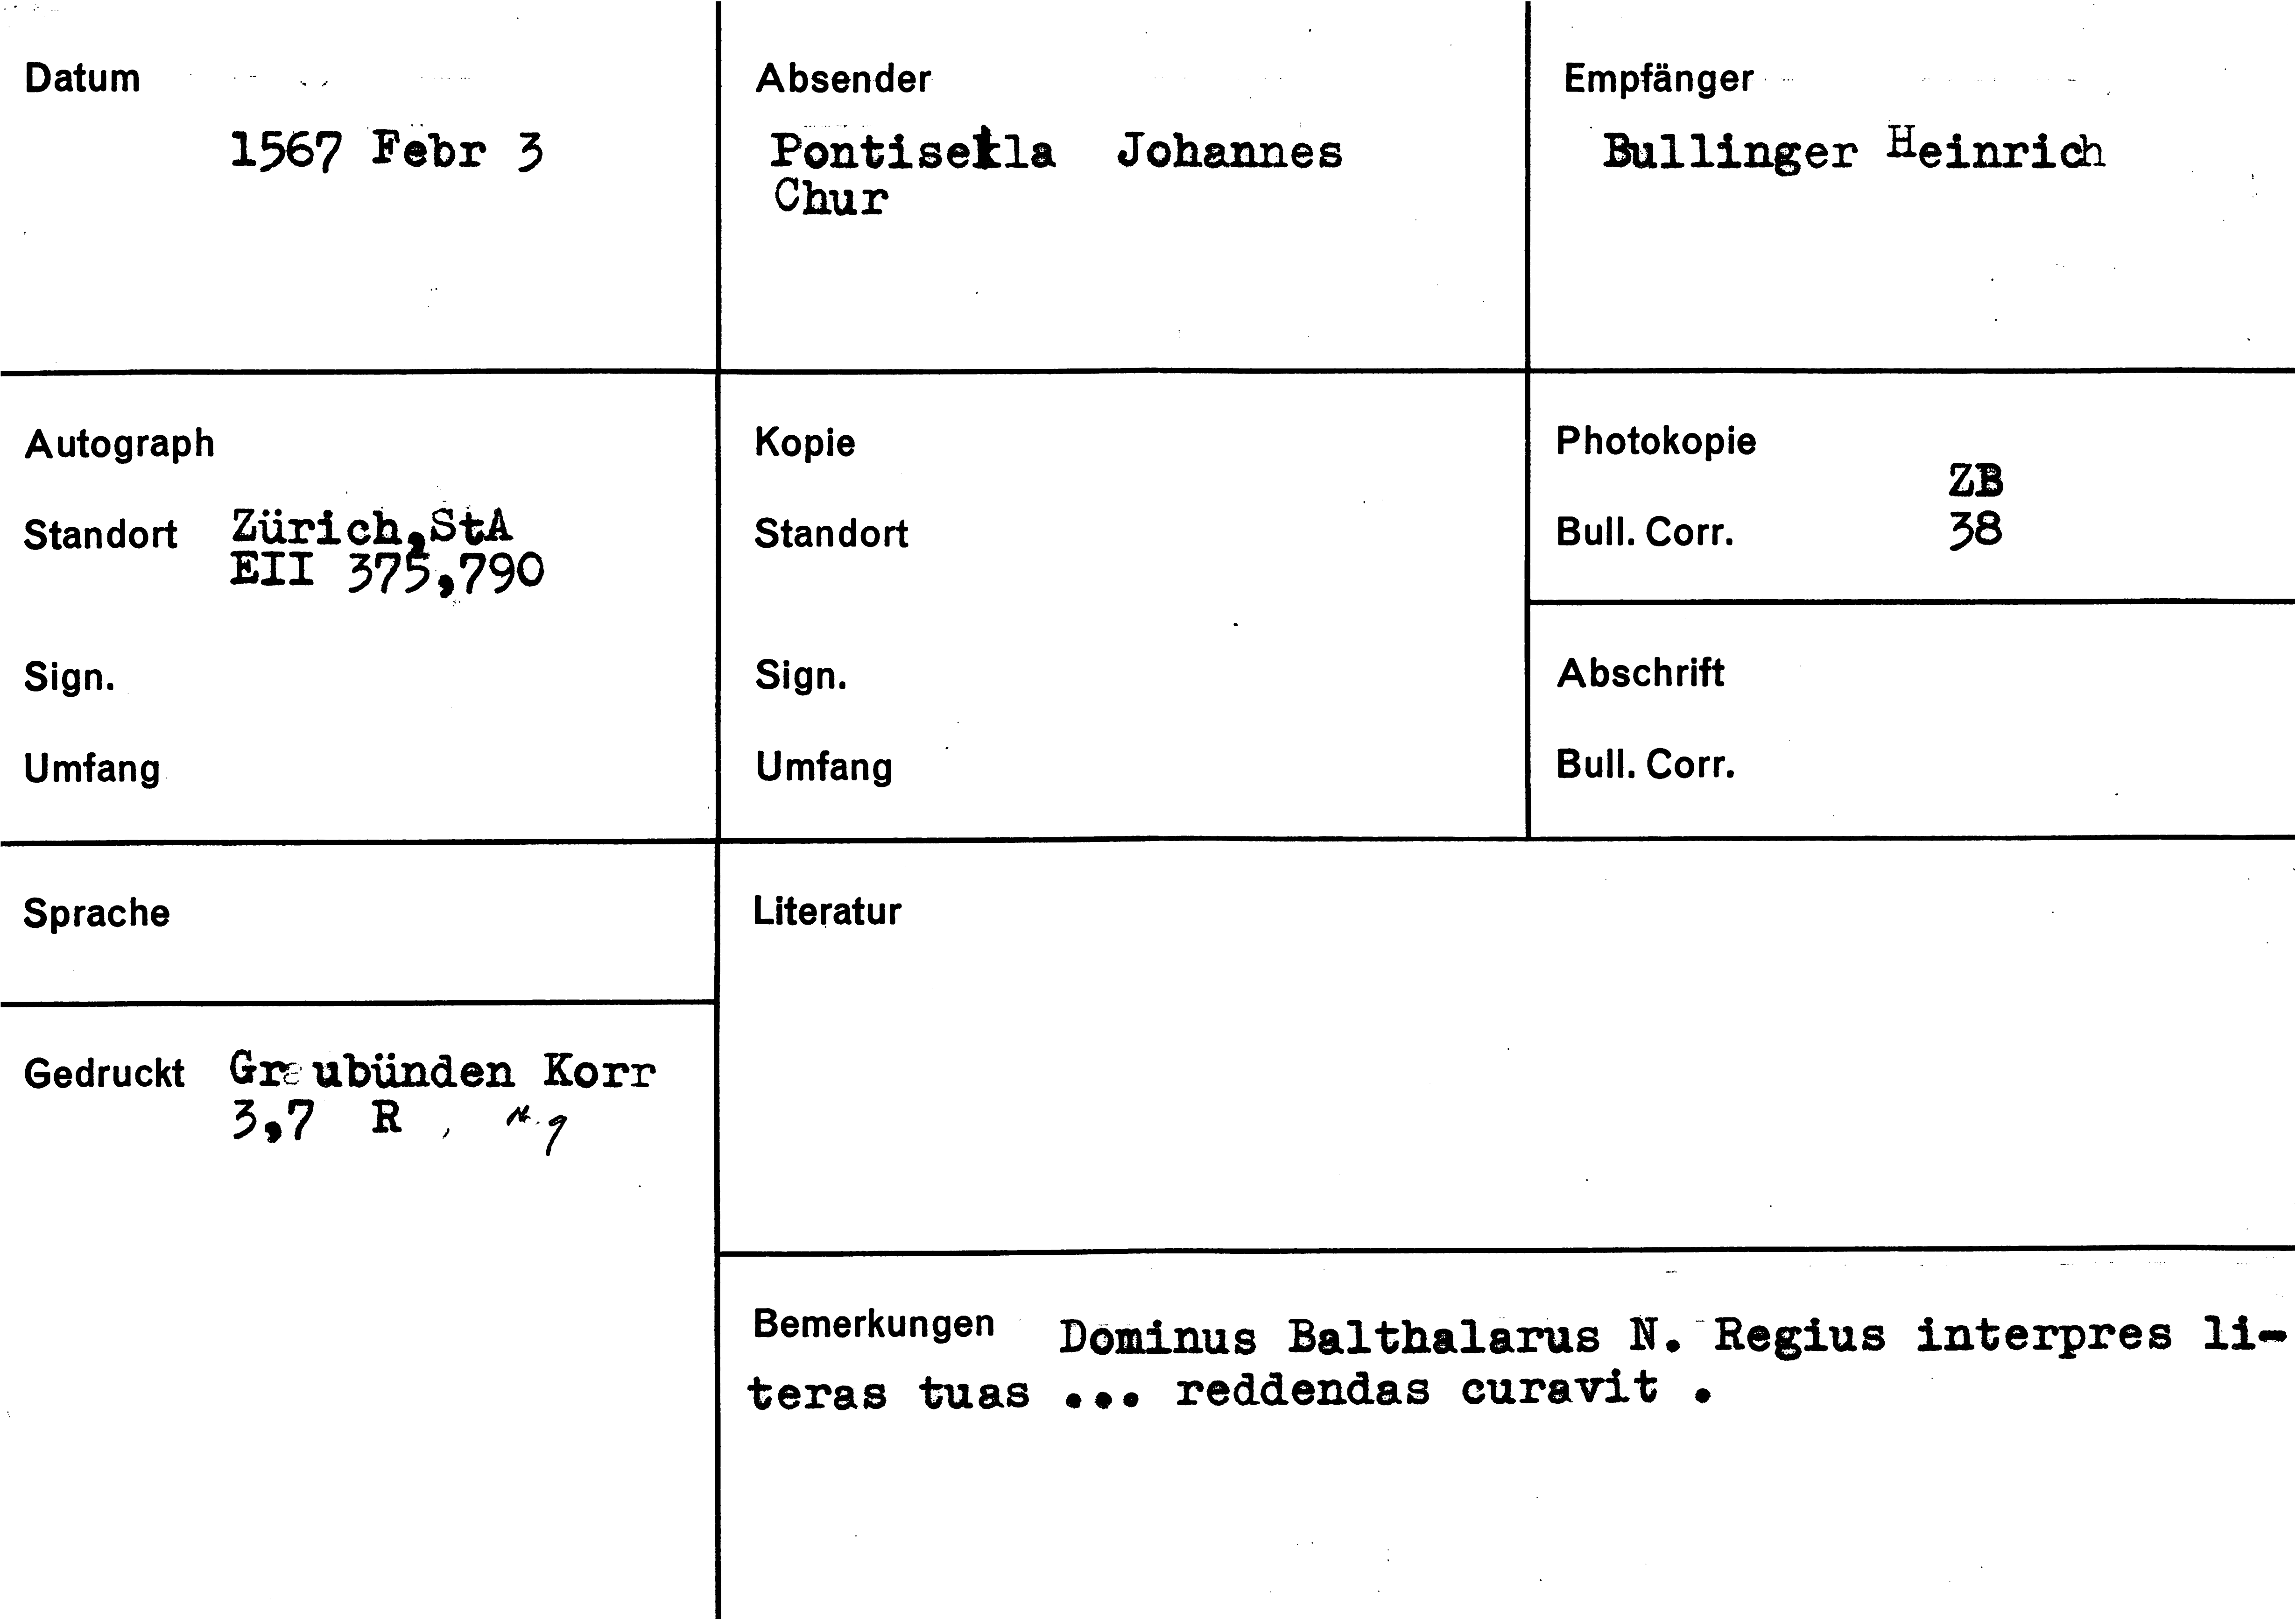 Datum
1567 Febr 3
Absender
Pontisella Johannes
Chur
Empfänger
Bullinger Heinrich
Autograph
Standort Zürich,StA
EII 375,790
Sign.
Umfang
Kopie
Standort
Sign.
Umfang
Photokopie
ZB
Bull. Corr. 38
Abschrift
Bull. Corr.
Sprache
Gedruckt Graubünden Korr
3,7 R
Literatur
Bemerkungen Dominus Balthalarus N. Regius interpres li-
teras tuas ... reddendas curavit .